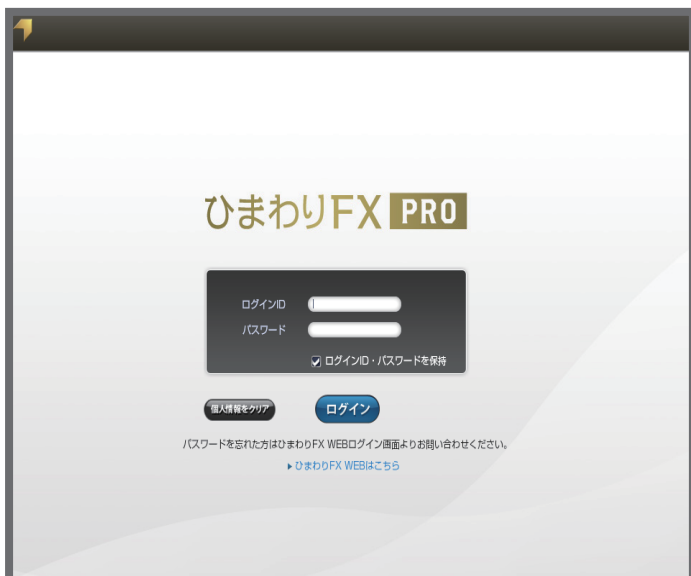 ひまわりFX PRO
ログインID
パスワード
ログインID・パスワードを保持
個人情報をクリア
ログイン
パスワードを忘れた方はひまわりFX WEBログイン画面よりお問い合わせください。
ひまわりFX WEBはこちら